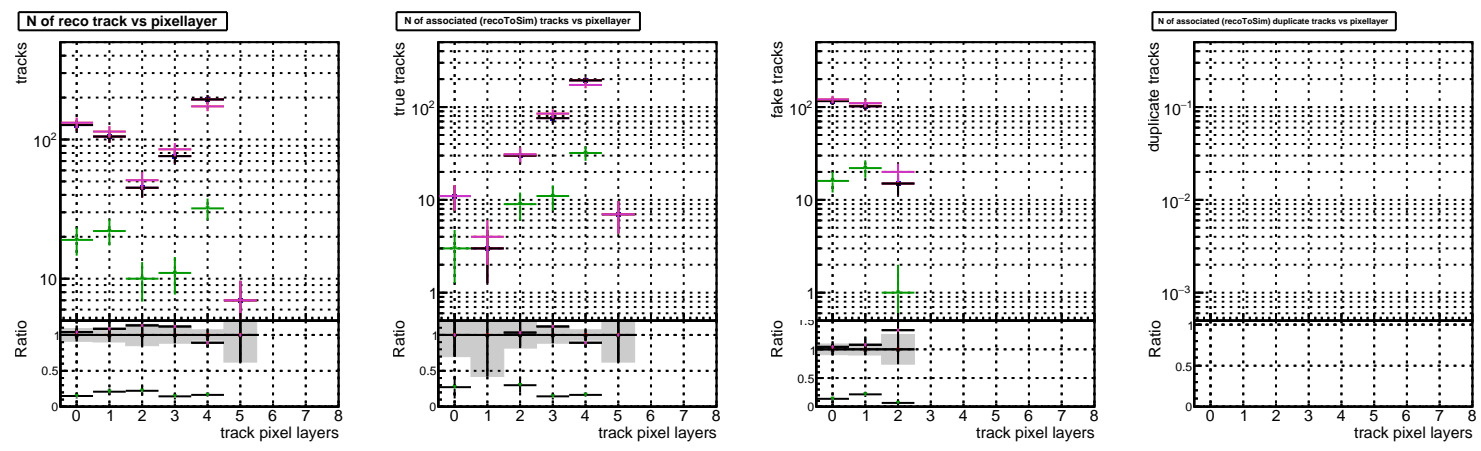 N of reco track vs pixellayer
tracks
10²
10
Ratio
1
0.5
0
0 1 2 3 4 5 6 7 8
track pixel layers
N of associated (recoToSim) tracks vs pixellayer
true tracks
10²
10
1
Ratio
1
0.5
0
0 1 2 3 4 5 6 7 8
track pixel layers
fake tracks
10²
10
1
Ratio
1.5
1
0.5
0
0 1 2 3 4 5 6 7 8
track pixel layers
N of associated (recoToSim) duplicate tracks vs pixellayer
duplicate tracks
10⁻¹
10⁻²
10⁻³
Ratio
1
0.5
0
0 1 2 3 4 5 6 7 8
track pixel layers